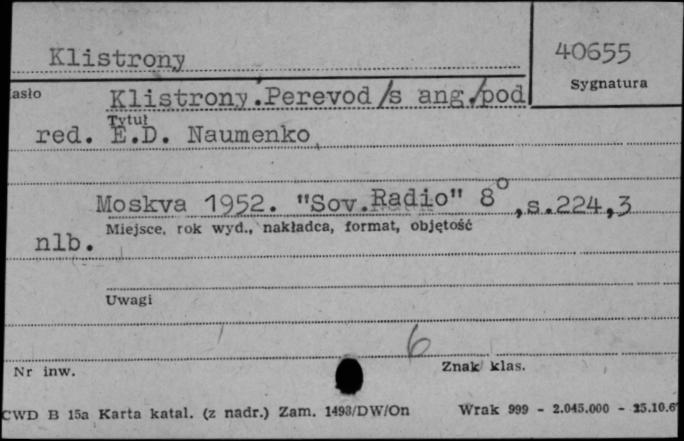 Klistrony
40655
Sygnatura
asło
Klistrony.Perevod /s ang./pod
Tytuł
red. E.D. Naumenko
Moskva 1952. "Sov.Radio" 8°,s.224,3
Miejsce, rok wyd., nakładca, format, objętość
nlb.
Uwagi
6
Nr inw.
Znak klas.
CWD B 15a Karta katal. (z nadr.) Zam. 1493/DW/On Wrak 999 - 2.045.000 - 25.10.6